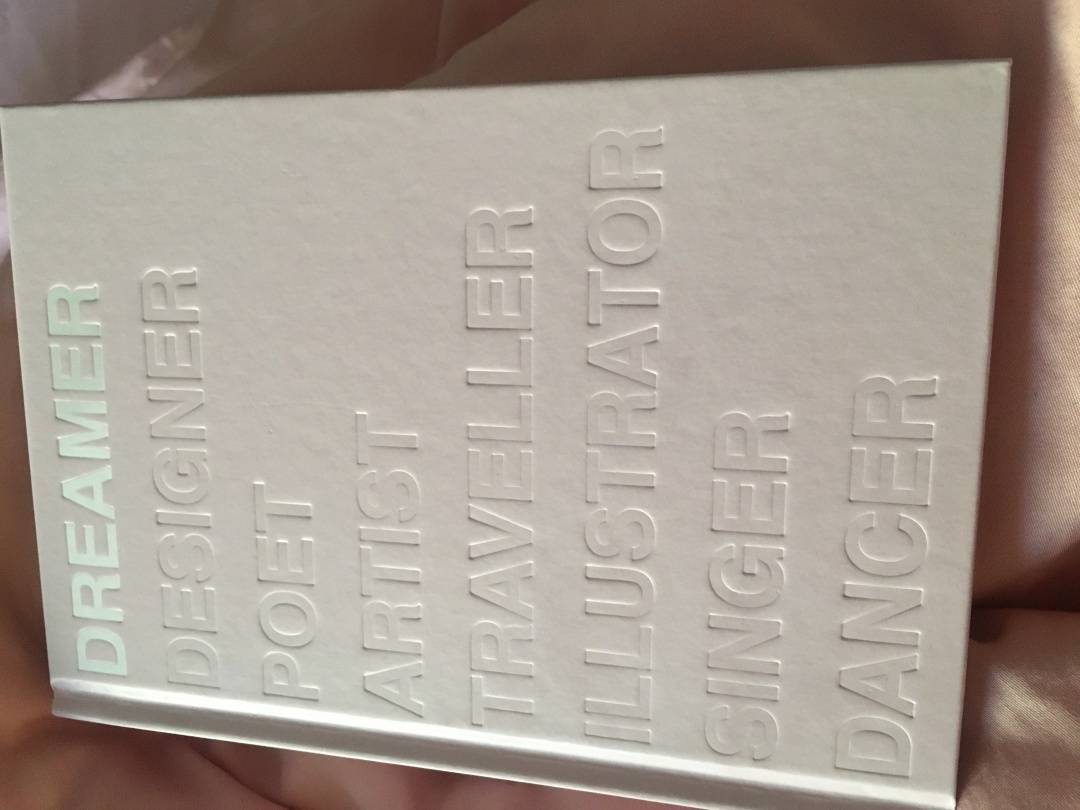 DREAMER
DESIGNER
POET
ARTIST
TRAVELLER
ILLUSTRATOR
SINGER
DANCER